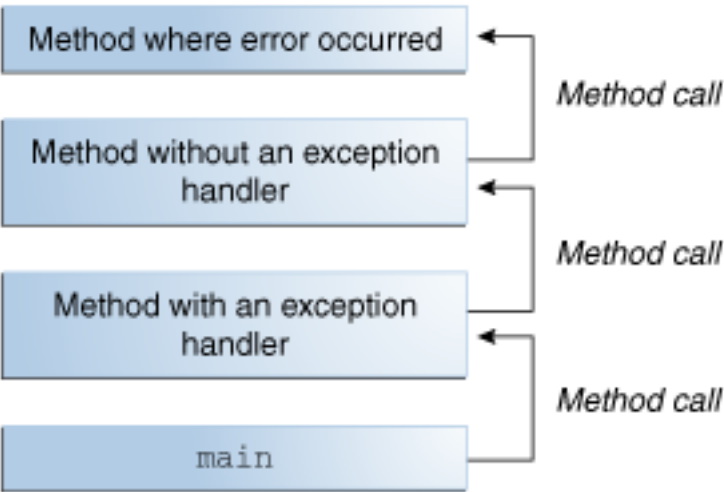 Method where error occurred
Method call
Method without an exception
handler
Method call
Method with an exception
handler
Method call
main